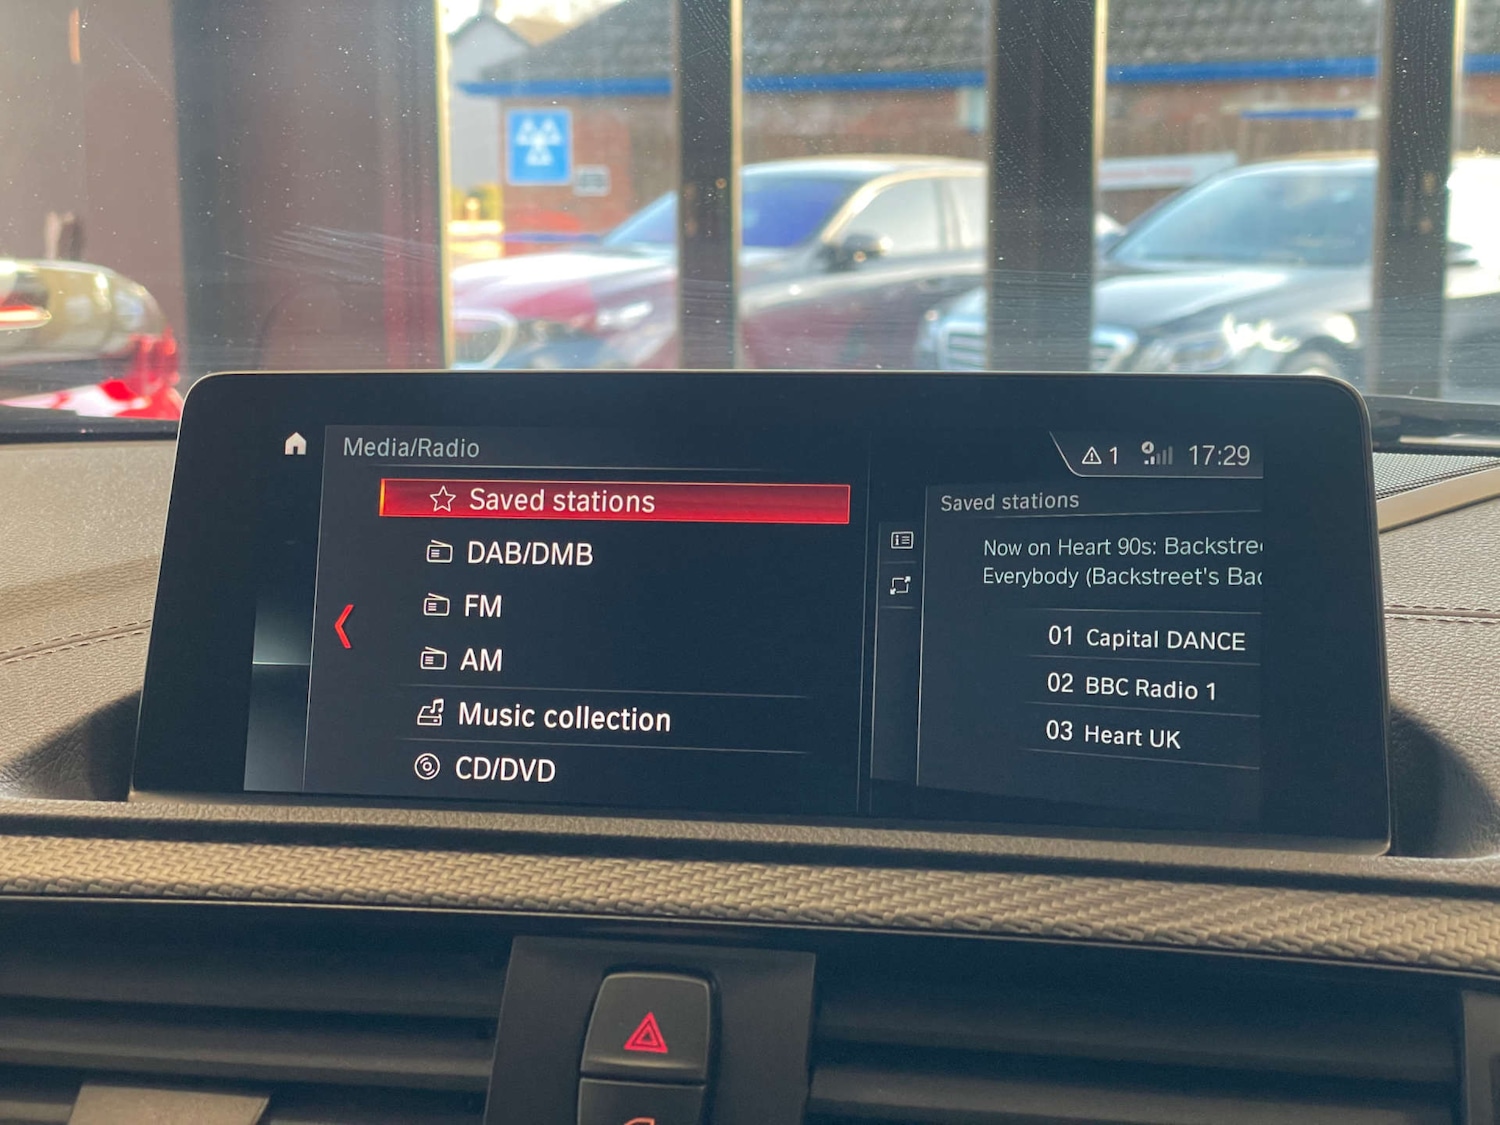 Media/Radio
1 17:29
Saved stations
DAB/DMB
FM
AM
Music collection
CD/DVD
Saved stations
Now on Heart 90s: Backstre
Everybody (Backstreet's Bac
01 Capital DANCE
02 BBC Radio 1
03 Heart UK